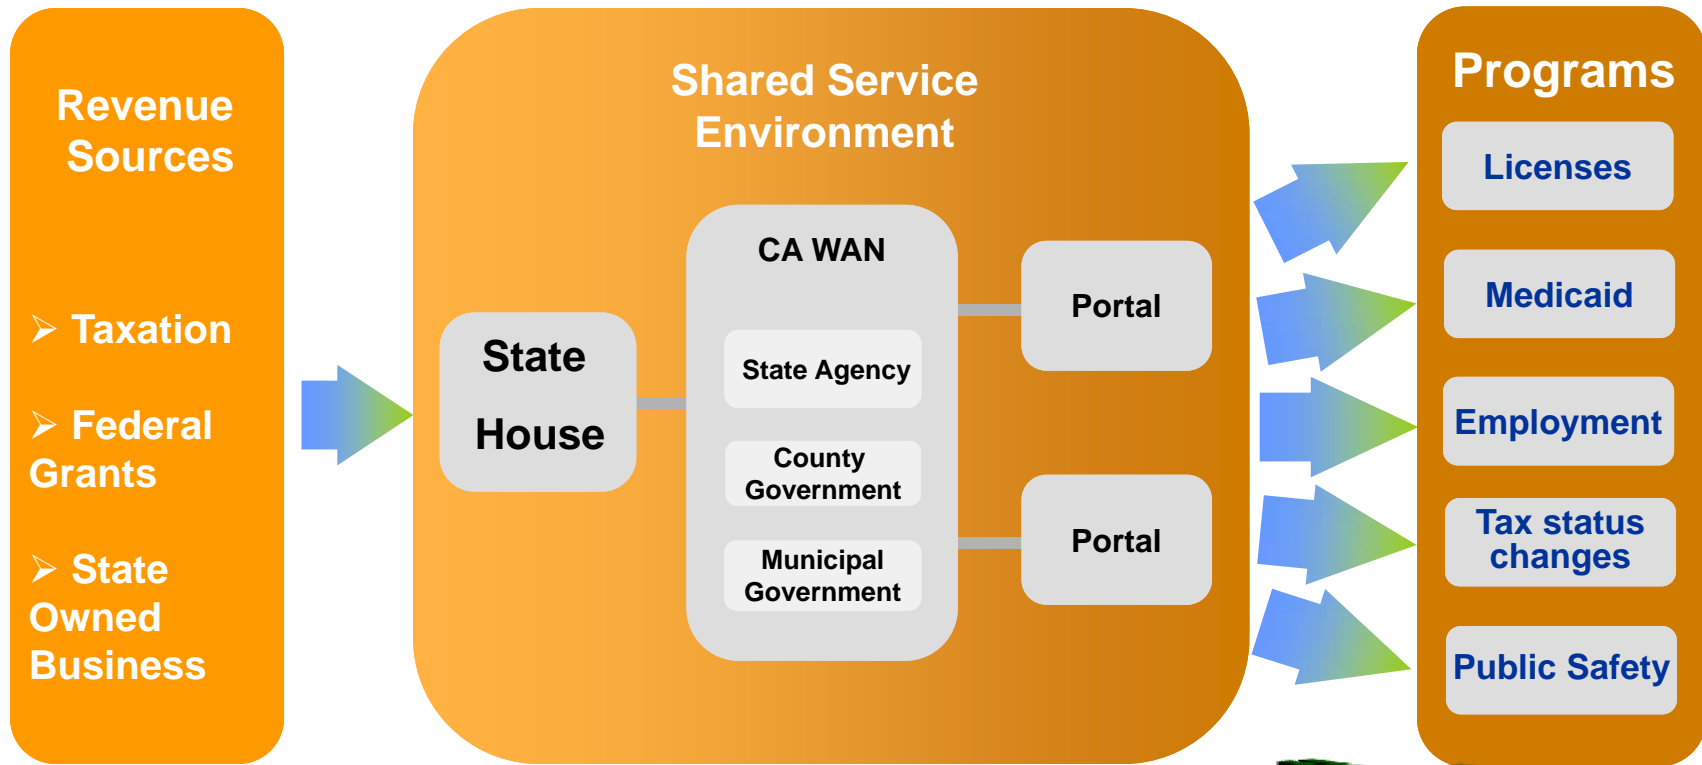 Revenue
Sources
➢ Taxation
➢ Federal
Grants
➢ State
Owned
Business
Shared Service
Environment
State
House
CA WAN
State Agency
County
Government
Municipal
Government
Portal
Portal
Programs
Licenses
Medicaid
Employment
Tax status
changes
Public Safety